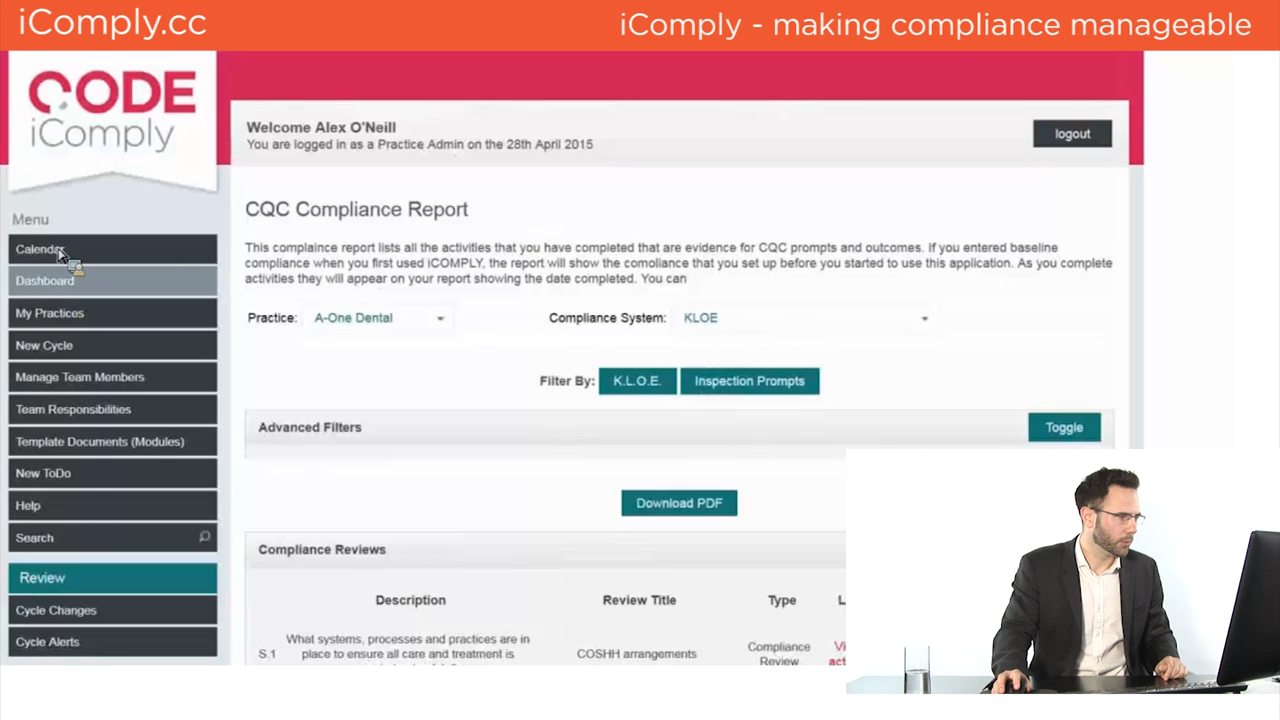 iComply.cc
iComply - making compliance manageable
CODE
iComply
Welcome Alex O'Neill
You are logged in as a Practice Admin on the 28th April 2015
logout
Menu
Calendar
Dashboard
My Practices
New Cycle
Manage Team Members
Team Responsibilities
Template Documents (Modules)
New ToDo
Help
Search
Review
Cycle Changes
Cycle Alerts
CQC Compliance Report
This complaince report lists all the activities that you have completed that are evidence for CQC prompts and outcomes. If you entered baseline
compliance when you first used iCOMPLY, the report will show the comoliance that you set up before you started to use this application. As you complete
activities they will appear on your report showing the date completed. You can
Practice: A-One Dental
Compliance System: KLOE
Filter By: K.L.O.E. Inspection Prompts
Advanced Filters
Toggle
Download PDF
Compliance Reviews
Description Review Title Type L
What systems, processes and practices are in
S.1 place to ensure all care and treatment is
COSHH arrangements
Compliance
Review